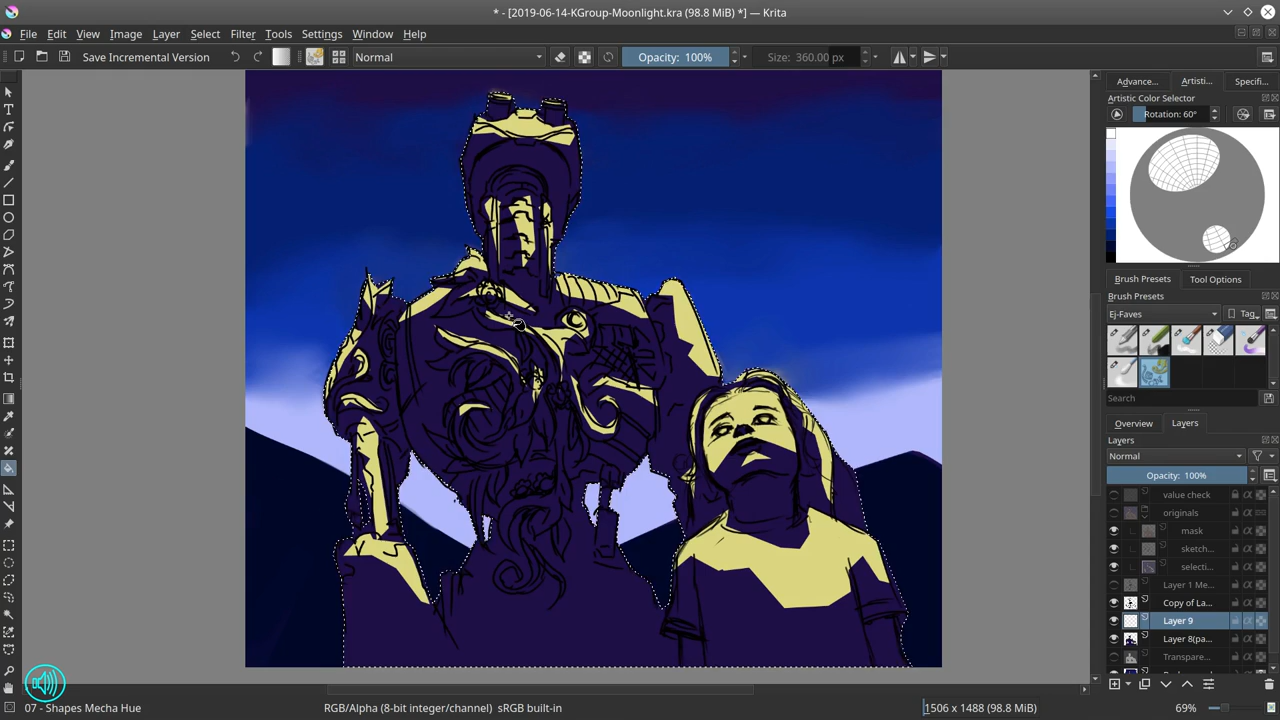 * - [2019-06-14-KGroup-Moonlight.kra (98.8 MiB) *] — Krita
File Edit View Image Layer Select Filter Tools Settings Window Help
Save Incremental Version Normal Opacity: 100% Size: 360.00 px
Advance... Artisti... Specifi...
Artistic Color Selector
Rotation: 60°
Brush Presets Tool Options
Brush Presets
Ej-Faves Tag
Search
Overview Layers
Layers
Normal
Opacity: 100%
value check
originals
mask
sketch...
selecti...
Layer 1 Me...
Copy of La...
Layer 9
Layer 8(pa...
Transpare...
07 - Shapes Mecha Hue RGB/Alpha (8-bit integer/channel) sRGB built-in 1506 x 1488 (98.8 MiB) 69%